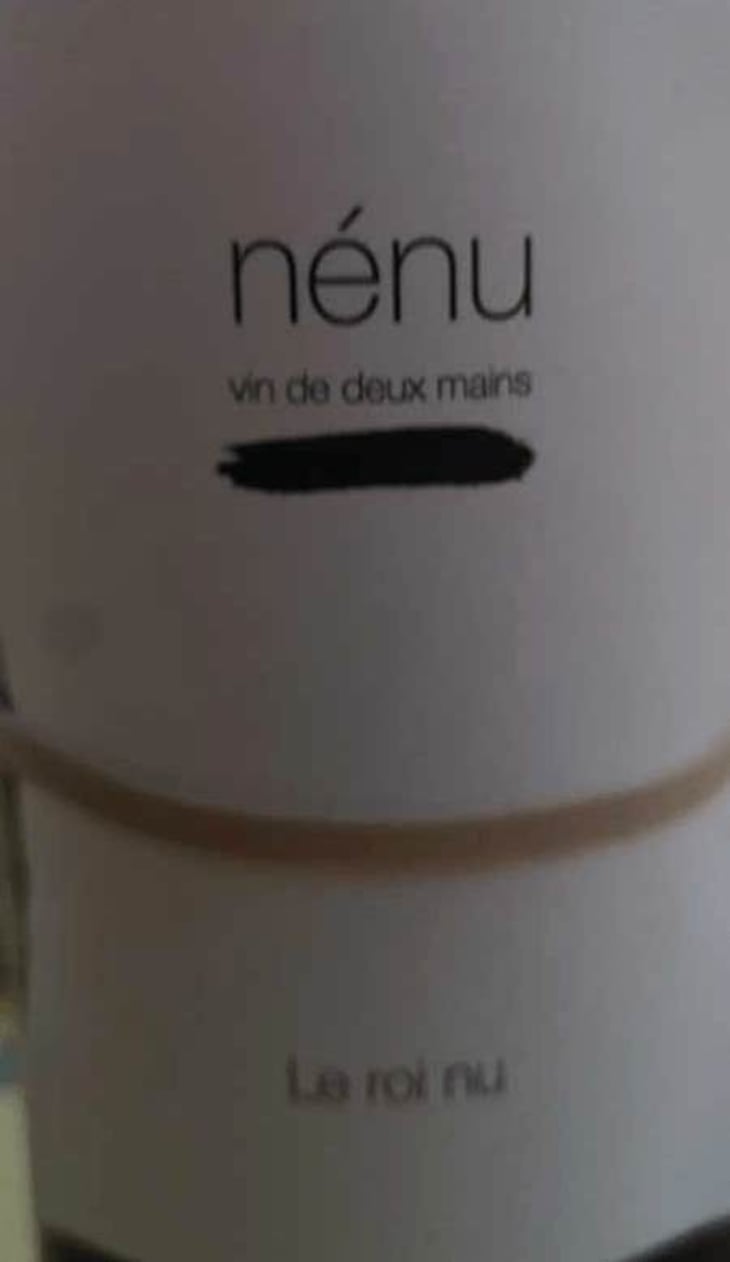 nénu
vin de deux mains
Le roi nu